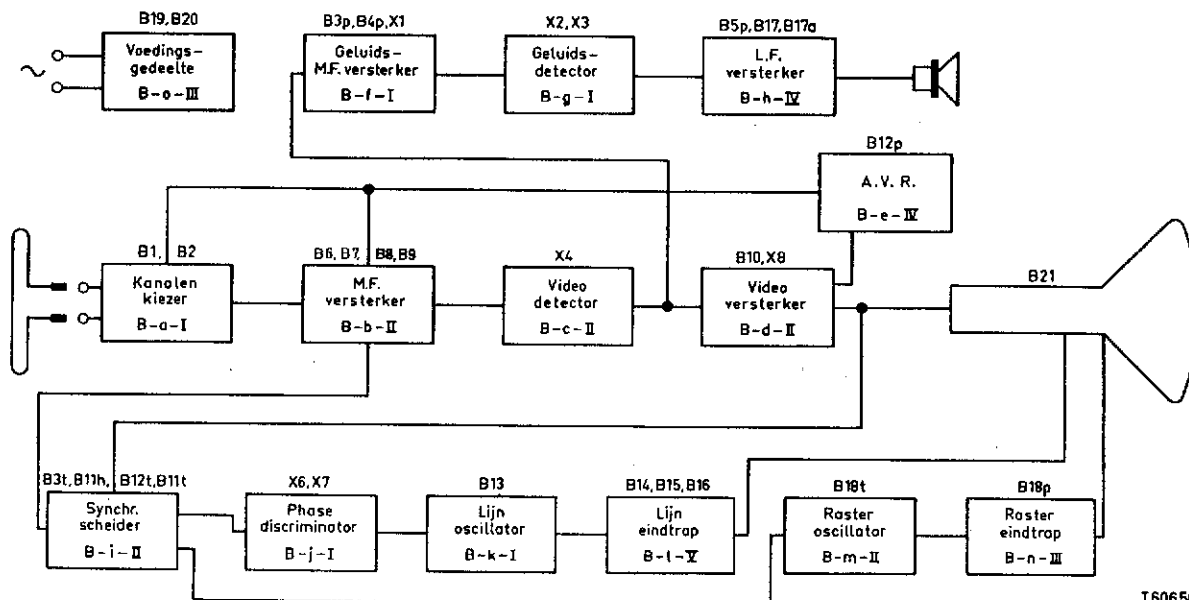 B19, B20
Voedings-
gedeelte
B-o-III
B3p, B4p, X1
Geluids-
M.F. versterker
B-f-I
X2, X3
Geluids-
detector
B-g-I
B5p, B17, B17a
L.F.
versterker
B-h-IV
B12p
A.V.R.
B-e-IV
B1, B2
Kanalen
kiezer
B-a-I
B6, B7, B8, B9
M.F.
versterker
B-b-II
X4
Video
detector
B-c-II
B10, X8
Video
versterker
B-d-II
B21
B3t, B11h, B12t, B11t
Synchr.
scheider
B-i-II
X6, X7
Phase
discriminator
B-j-I
B13
Lijn
oscillator
B-k-I
B14, B15, B16
Lijn
eindtrap
B-l-V
B18t
Raster
oscillator
B-m-II
B18p
Raster
eindtrap
B-n-III